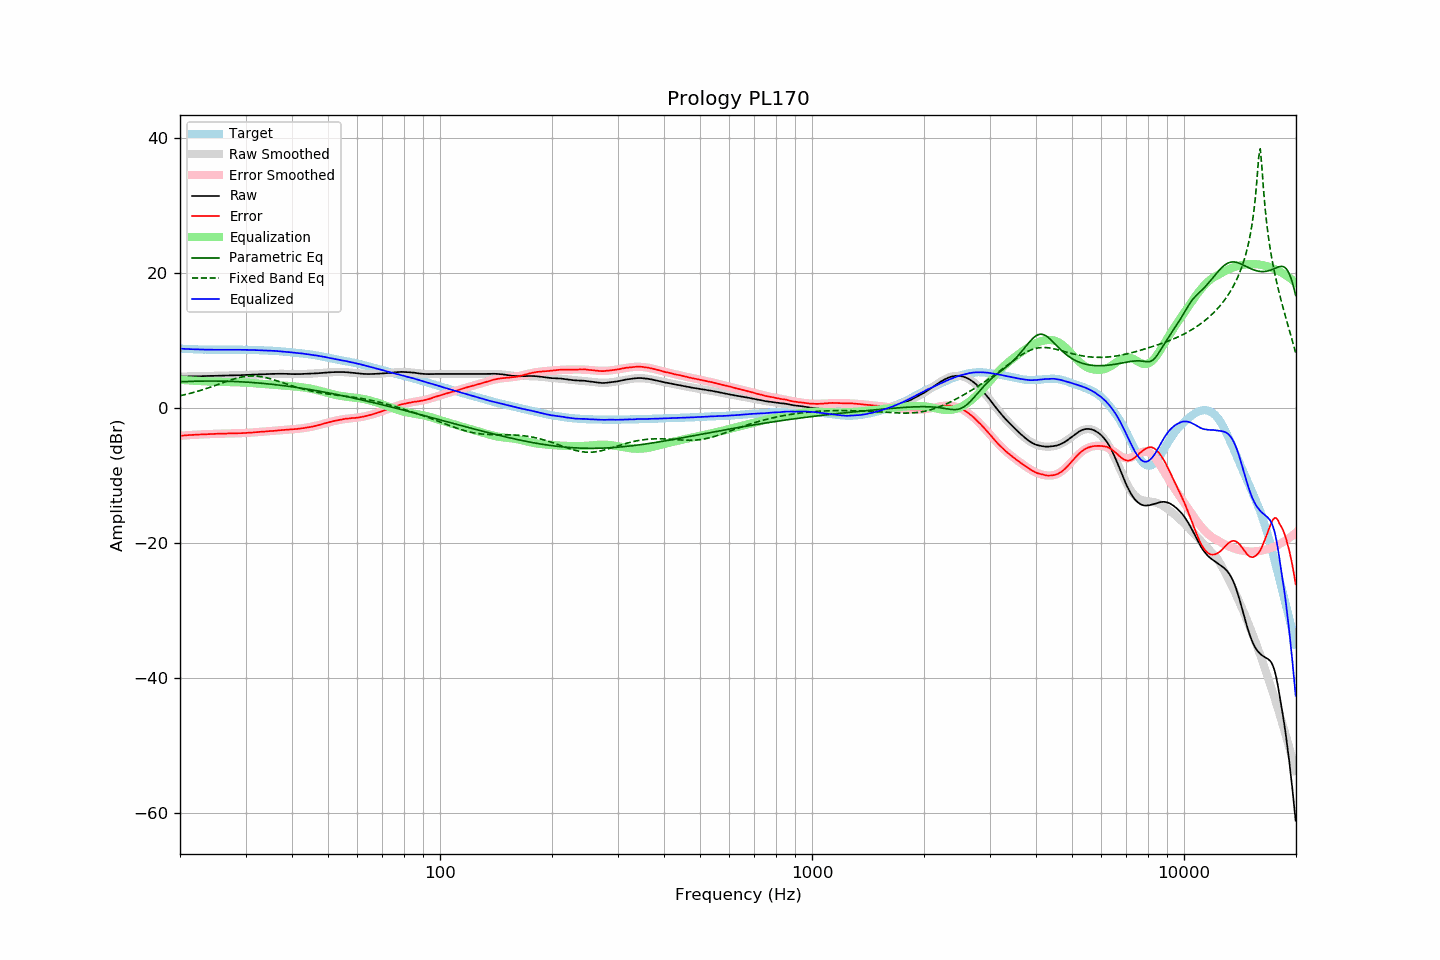 Prology PL170
40
20
0
−20
−40
−60
Amplitude (dBr)
Target
Raw Smoothed
Error Smoothed
Raw
Error
Equalization
Parametric Eq
Fixed Band Eq
Equalized
100
1000
10000
Frequency (Hz)